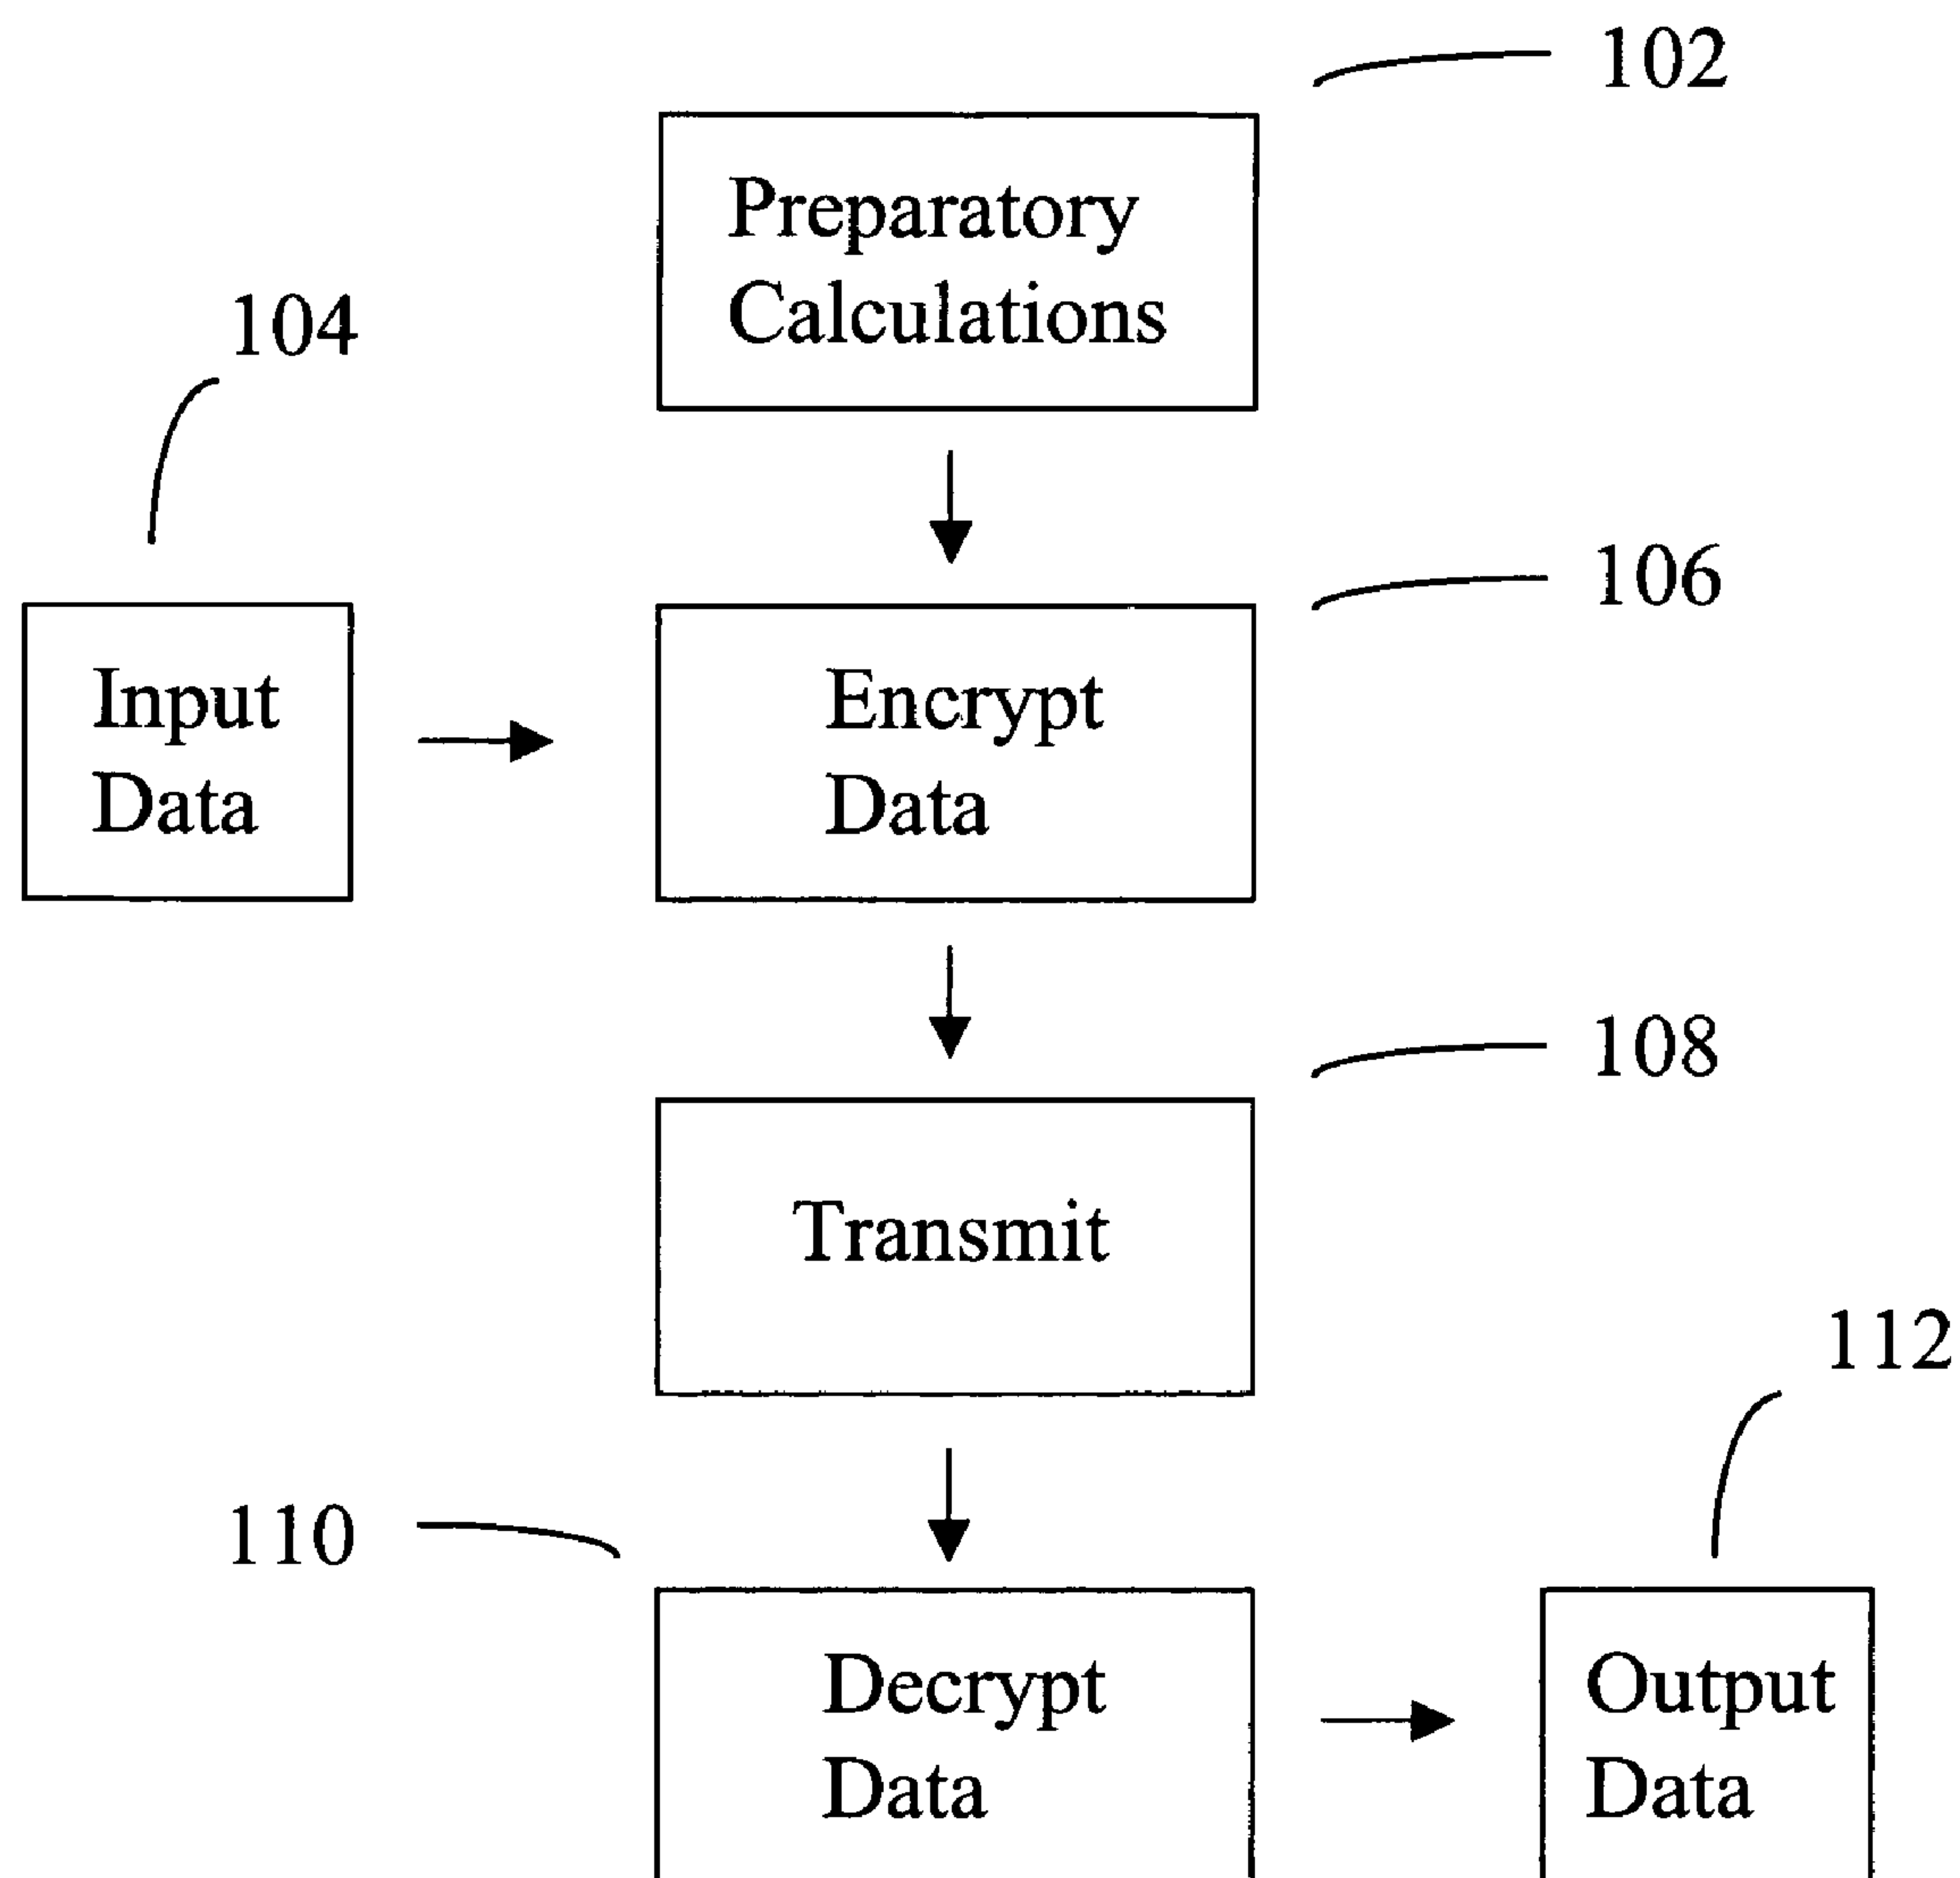 102
Preparatory
Calculations
104
106
Input
Data
Encrypt
Data
108
Transmit
112
110
Decrypt
Data
Output
Data